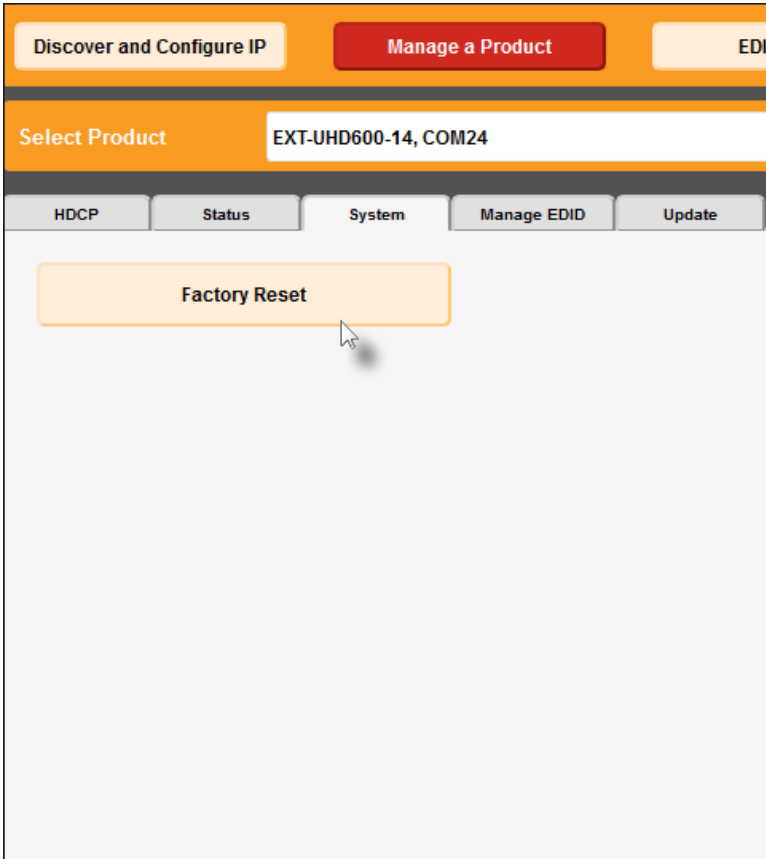 Discover and Configure IP Manage a Product EDI
Select Product EXT-UHD600-14, COM24
HDCP Status System Manage EDID Update
Factory Reset